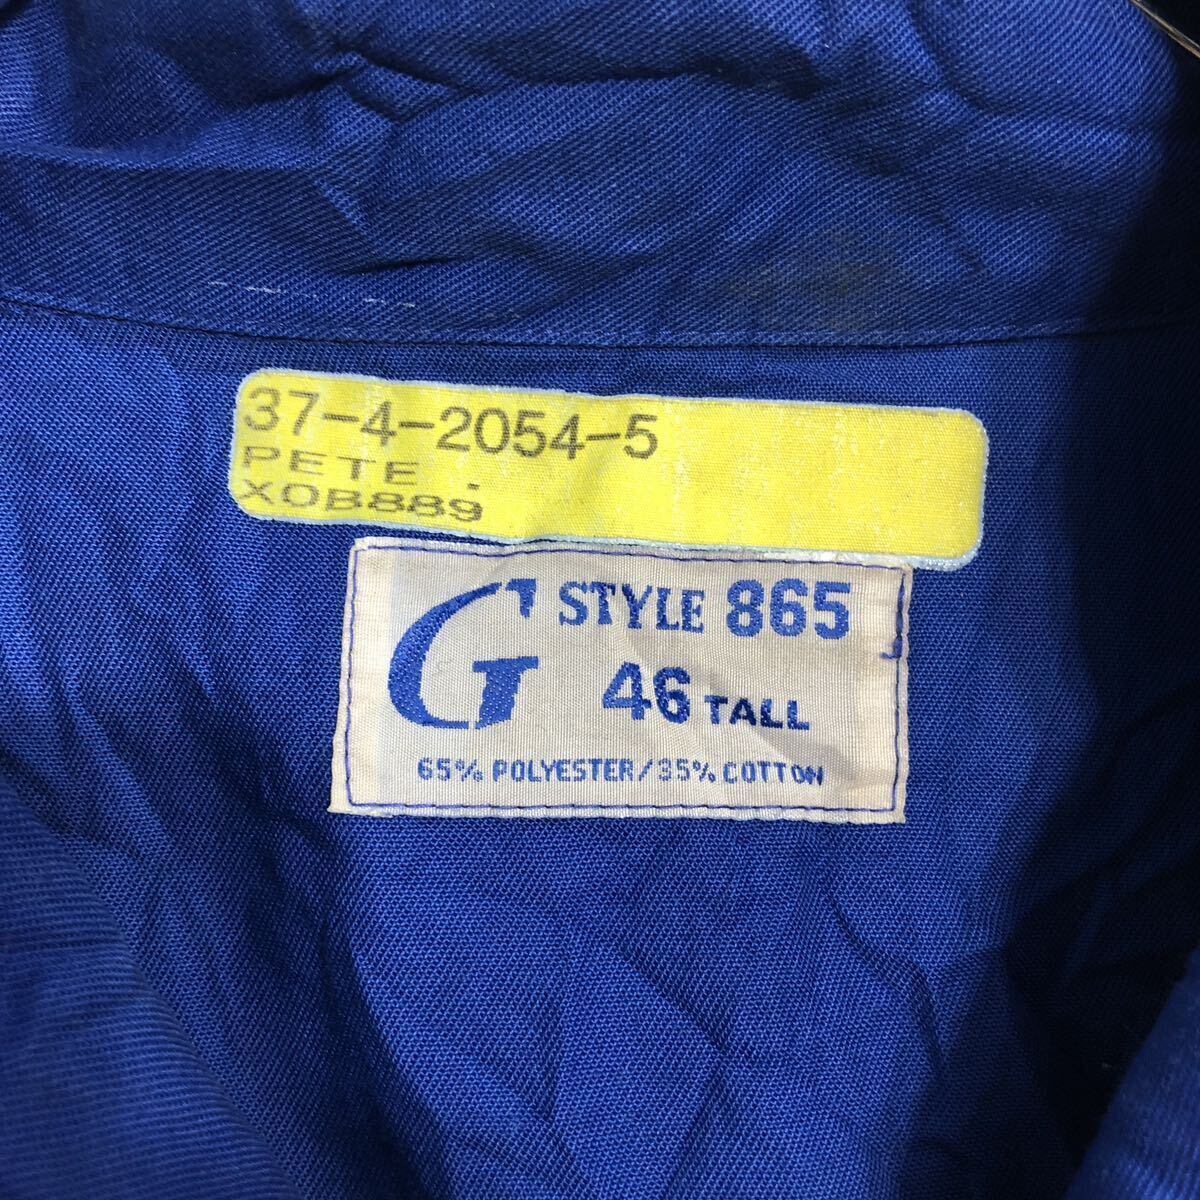 37-4-2054-5
PETE .
XOB889
G STYLE 865
46 TALL
65% POLYESTER/35% COTTON